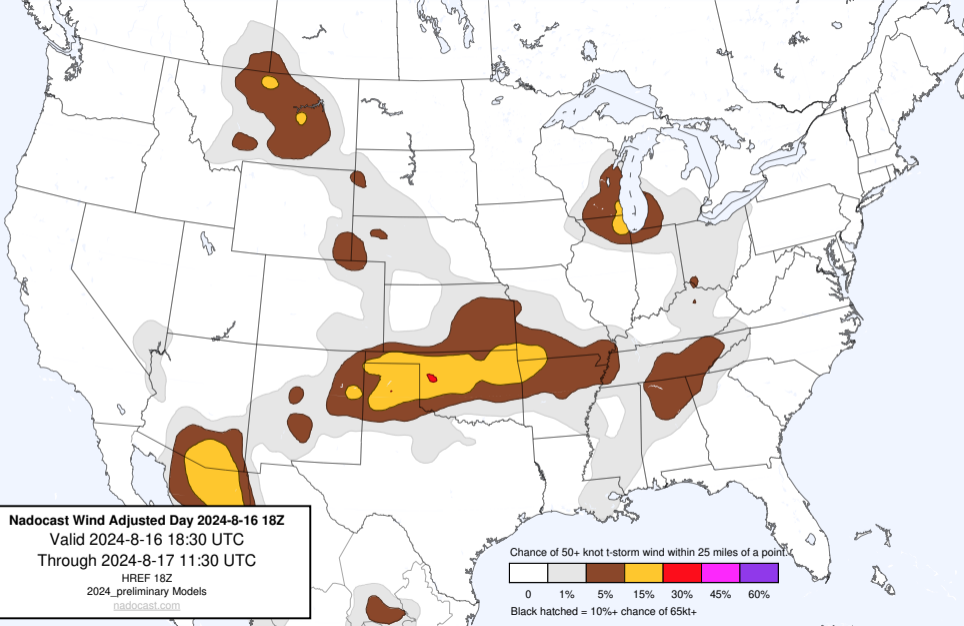 Nadocast Wind Adjusted Day 2024-8-16 18Z
Valid 2024-8-16 18:30 UTC
Through 2024-8-17 11:30 UTC
HREF 18Z
2024_preliminary Models
nadocast.com
Chance of 50+ knot t-storm wind within 25 miles of a point.
0 1% 5% 15% 30% 45% 60%
Black hatched = 10%+ chance of 65kt+